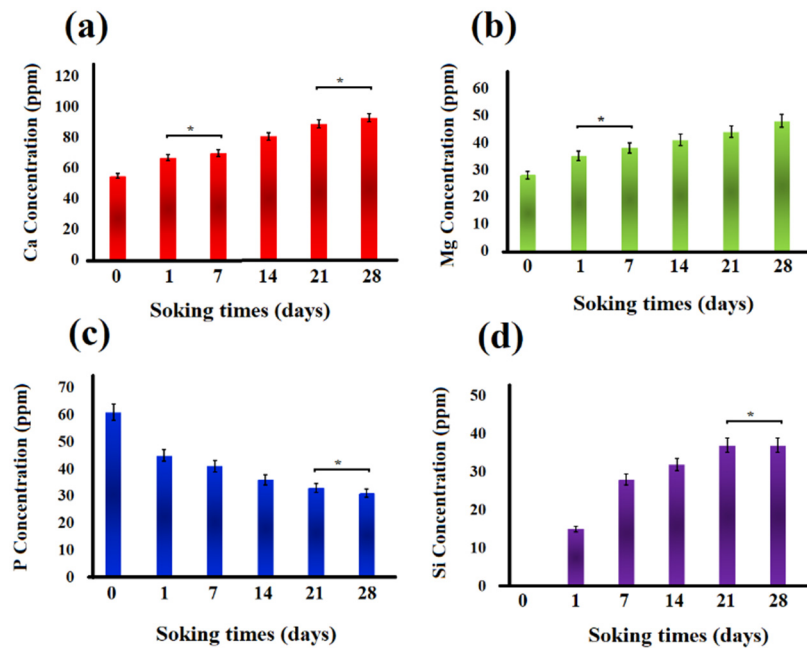 (a)
Ca Concentration (ppm)
120
100
80
60
40
20
0
*
*
0 1 7 14 21 28
Soking times (days)
(b)
Mg Concentration (ppm)
60
50
40
30
20
10
0
*
0 1 7 14 21 28
Soking times (days)
(c)
P Concentration (ppm)
70
60
50
40
30
20
10
0
*
0 1 7 14 21 28
Soking times (days)
(d)
Si Concentration (ppm)
50
40
30
20
10
0
*
0 1 7 14 21 28
Soking times (days)